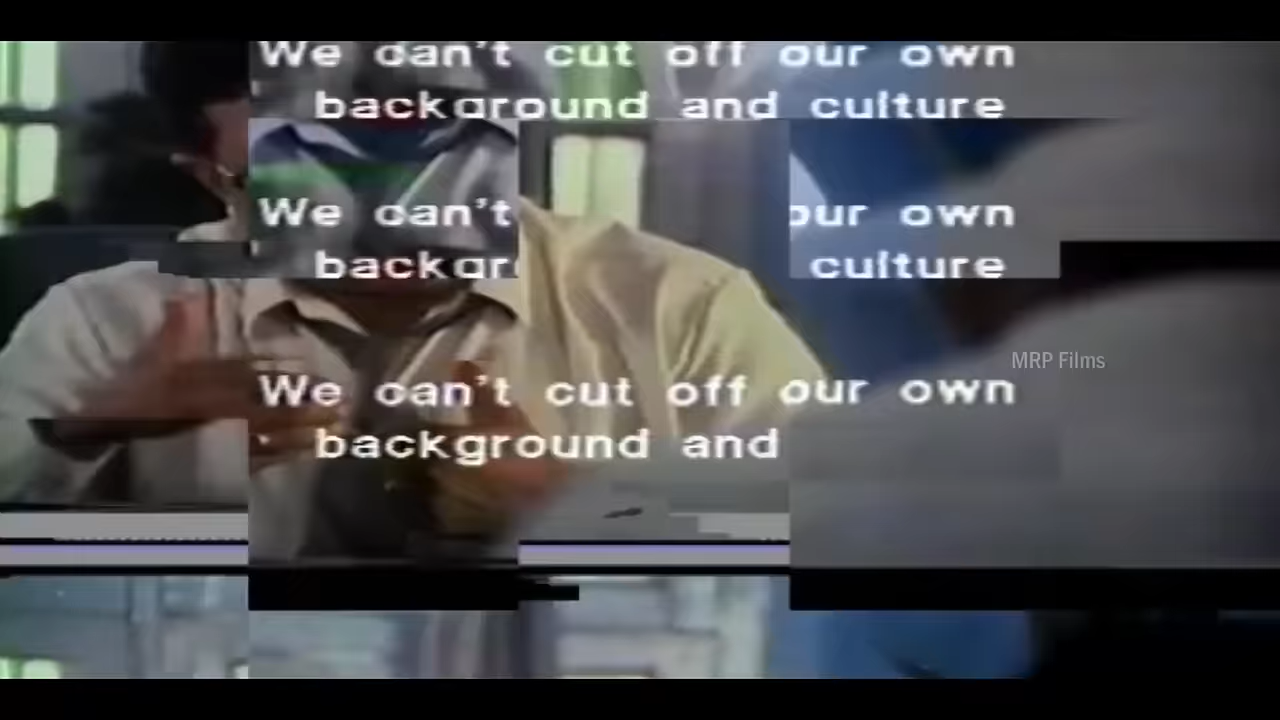 We can't cut off our own
background and culture
We can't our own
backgr culture
MRP Films
We can't cut off our own
background and